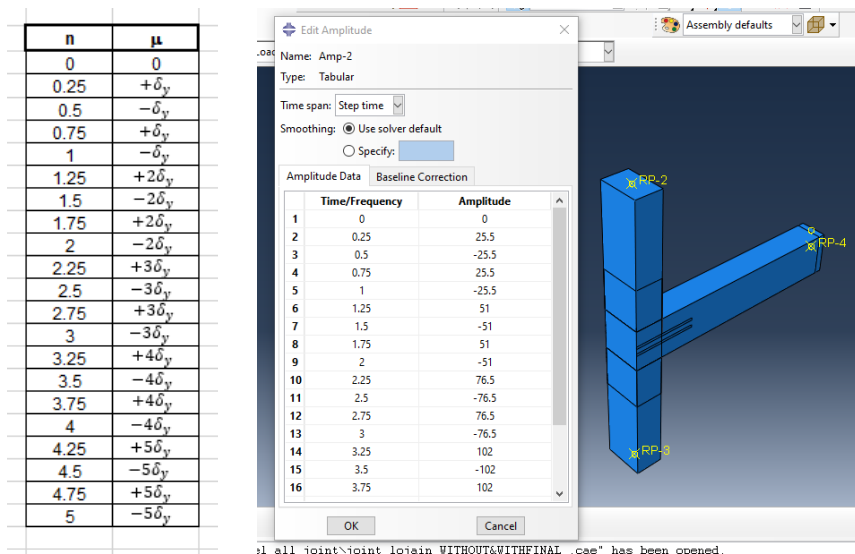 n μ
0 0
0.25 +δy
0.5 −δy
0.75 +δy
1 −δy
1.25 +2δy
1.5 −2δy
1.75 +2δy
2 −2δy
2.25 +3δy
2.5 −3δy
2.75 +3δy
3 −3δy
3.25 +4δy
3.5 −4δy
3.75 +4δy
4 −4δy
4.25 +5δy
4.5 −5δy
4.75 +5δy
5 −5δy
Edit Amplitude
Name: Amp-2
Type: Tabular
Time span: Step time
Smoothing: Use solver default
Specify:
Amplitude Data Baseline Correction
Time/Frequency Amplitude
1 0 0
2 0.25 25.5
3 0.5 -25.5
4 0.75 25.5
5 1 -25.5
6 1.25 51
7 1.5 -51
8 1.75 51
9 2 -51
10 2.25 76.5
11 2.5 -76.5
12 2.75 76.5
13 3 -76.5
14 3.25 102
15 3.5 -102
16 3.75 102
OK Cancel
Assembly defaults
RP-2
RP-4
RP-3
el all joint\joint lojain WITHOUT&WITHFINAL .cae" has been opened.